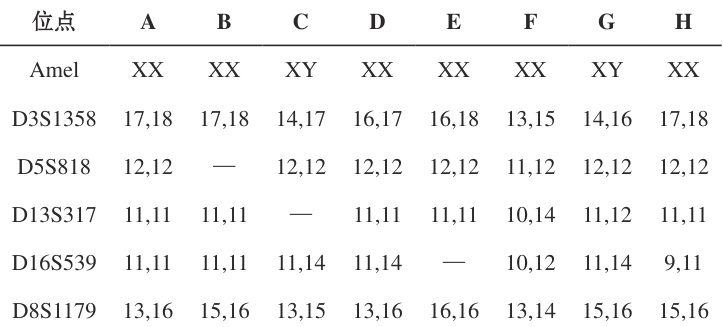 位点 A B C D E F G H
Amel XX XX XY XX XX XX XY XX
D3S1358 17,18 17,18 14,17 16,17 16,18 13,15 14,16 17,18
D5S818 12,12 — 12,12 12,12 12,12 11,12 12,12 12,12
D13S317 11,11 11,11 — 11,11 11,11 10,14 11,12 11,11
D16S539 11,11 11,11 11,14 11,14 — 10,12 11,14 9,11
D8S1179 13,16 15,16 13,15 13,16 16,16 13,14 15,16 15,16